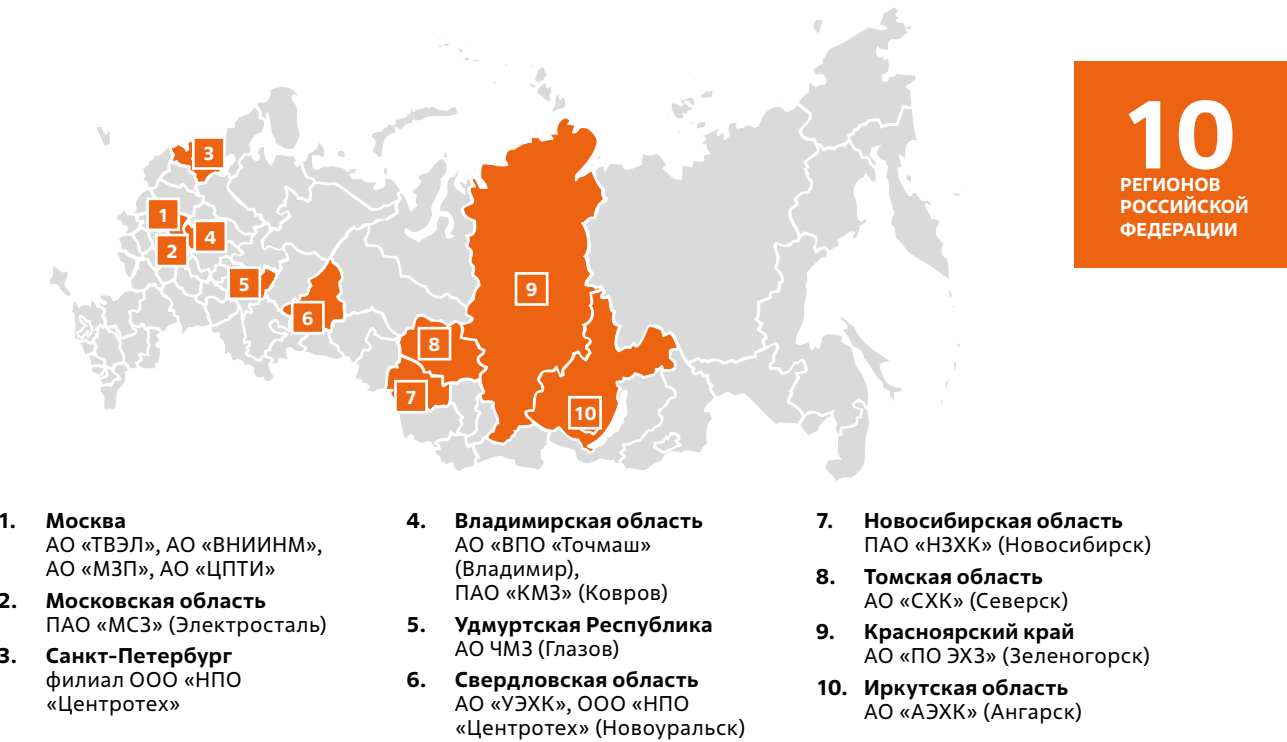 3
1
4
2
5
6
9
8
7
10
10
РЕГИОНОВ
РОССИЙСКОЙ
ФЕДЕРАЦИИ
1. Москва
АО «ТВЭЛ», АО «ВНИИНМ»,
АО «МЗП», АО «ЦПТИ»
2. Московская область
ПАО «МСЗ» (Электросталь)
3. Санкт-Петербург
филиал ООО «НПО
«Центротех»
4. Владимирская область
АО «ВПО «Точмаш»
(Владимир),
ПАО «КМЗ» (Ковров)
5. Удмуртская Республика
АО ЧМЗ (Глазов)
6. Свердловская область
АО «УЭХК», ООО «НПО
«Центротех» (Новоуральск)
7. Новосибирская область
ПАО «НЗХК» (Новосибирск)
8. Томская область
АО «СХК» (Северск)
9. Красноярский край
АО «ПО ЭХЗ» (Зеленогорск)
10. Иркутская область
АО «АЭХК» (Ангарск)